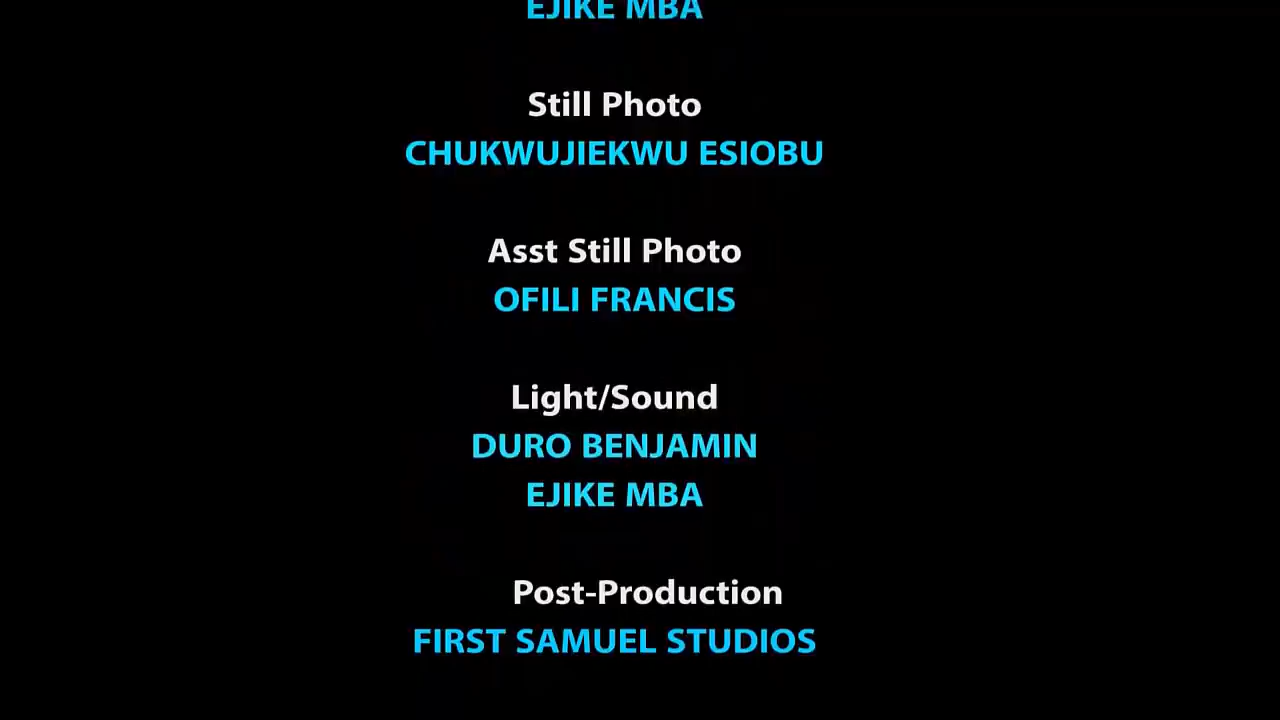 EJIKE MBA
Still Photo
CHUKWUJIEKWU ESIOBU
Asst Still Photo
OFILI FRANCIS
Light/Sound
DURO BENJAMIN
EJIKE MBA
Post-Production
FIRST SAMUEL STUDIOS